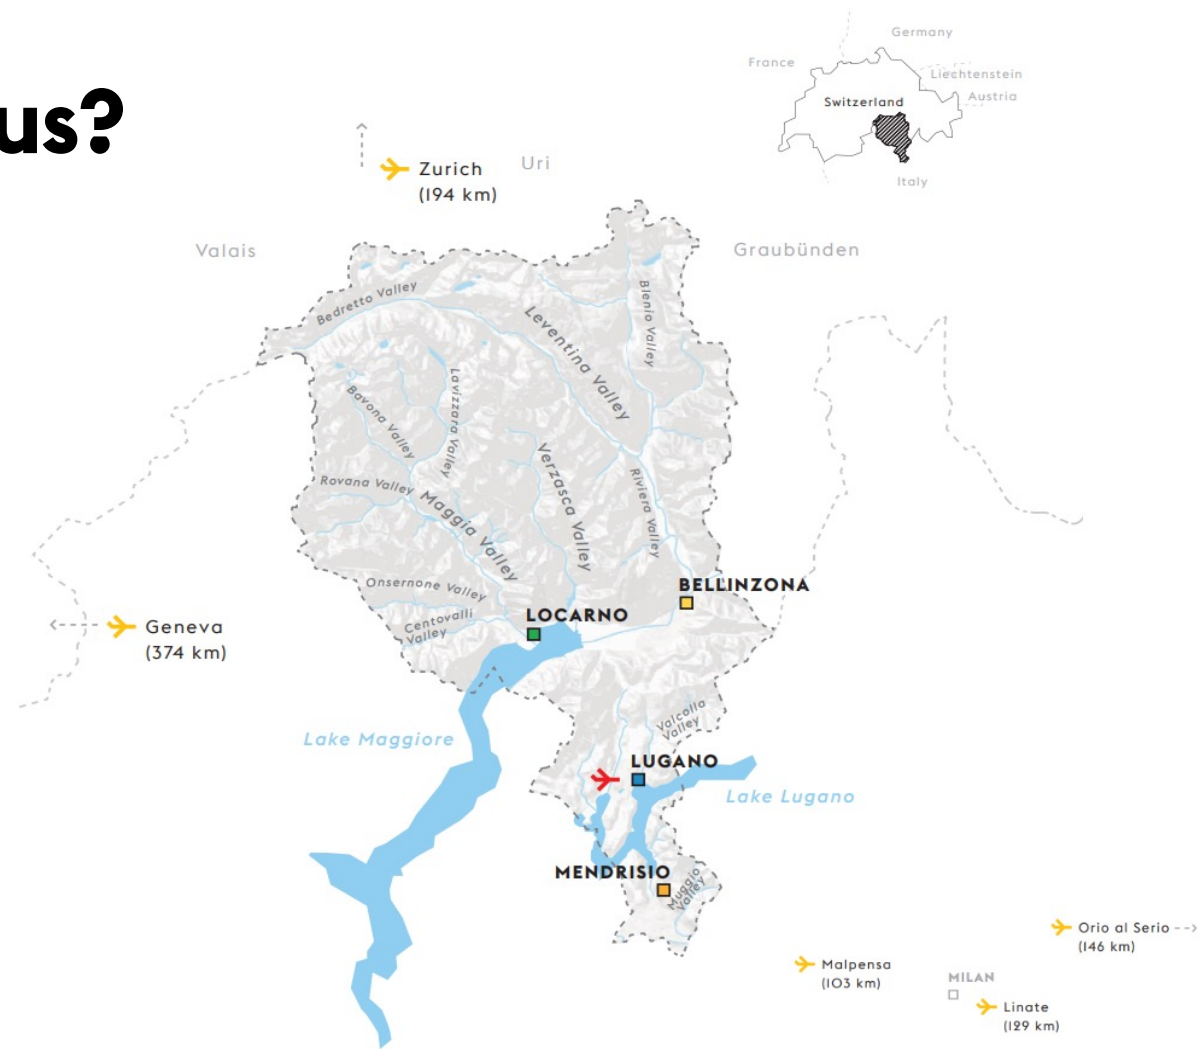 us?
Germany
France
Liechtenstein
Switzerland
Austria
Italy
Zurich
(194 km)
Uri
Valais
Graubünden
Bedretto Valley
Leventina Valley
Blenio Valley
Bavona Valley
Lavizzara Valley
Rovana Valley
Maggia Valley
Verzasca Valley
Riviera Valley
Onsernone Valley
Centovalli
Valley
BELLINZONA
LOCARNO
Geneva
(374 km)
Lake Maggiore
Valcolla
Valley
LUGANO
Lake Lugano
MENDRISIO
Muggio
Valley
Orio al Serio
(146 km)
Malpensa
(103 km)
MILAN
Linate
(129 km)